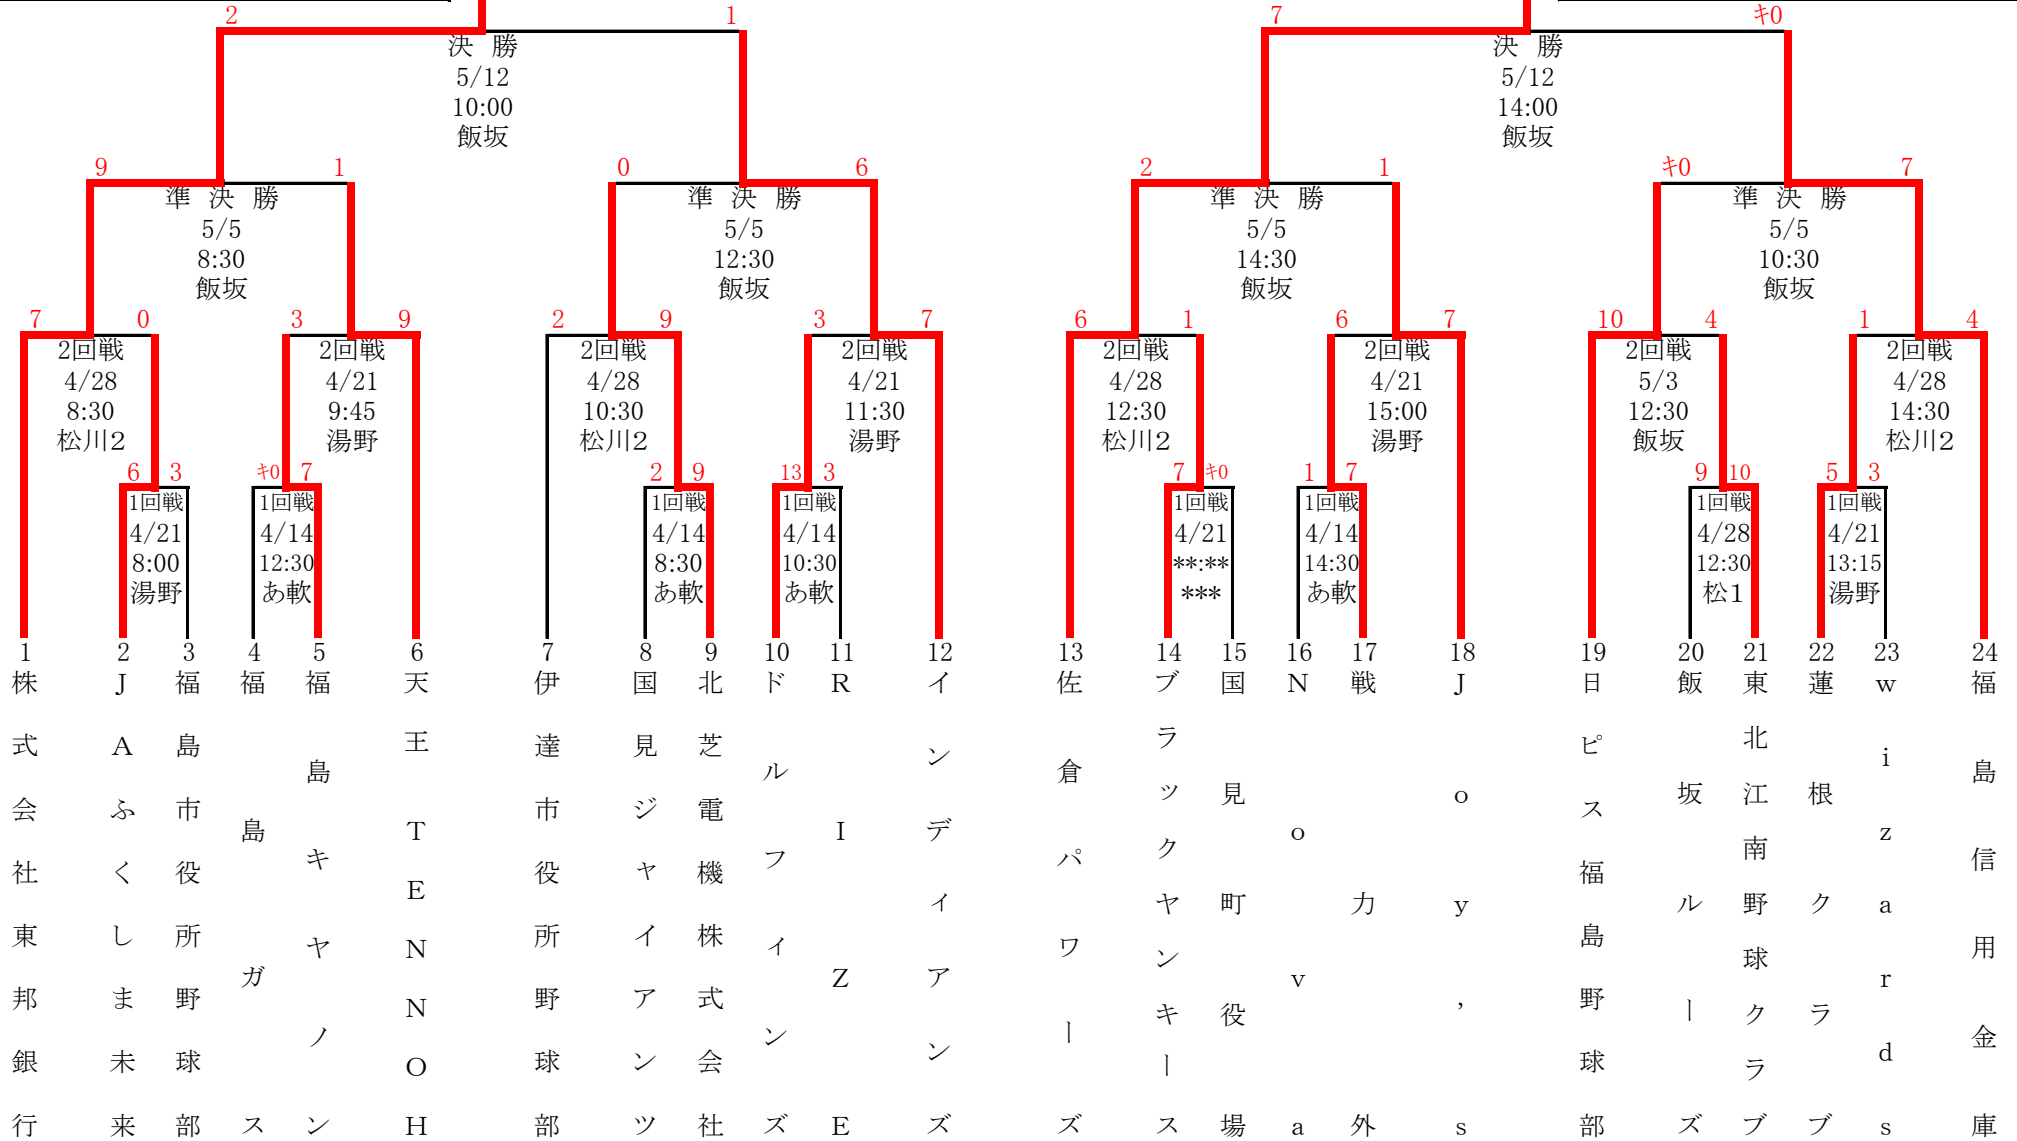 2 1 7 ｷ0
決 勝 決 勝
5/12 5/12
10:00 14:00
飯坂 飯坂
9 1 0 6 2 1 ｷ0 7
準 決 勝 準 決 勝 準 決 勝 準 決 勝
5/5 5/5 5/5 5/5
8:30 12:30 14:30 10:30
飯坂 飯坂 飯坂 飯坂
7 0 3 9 2 9 3 7 6 1 6 7 10 4 1 4
2回戦 2回戦 2回戦 2回戦 2回戦 2回戦 2回戦 2回戦
4/28 4/21 4/28 4/21 4/28 4/21 5/3 4/28
8:30 9:45 10:30 11:30 12:30 15:00 12:30 14:30
松川2 湯野 松川2 湯野 松川2 湯野 飯坂 松川2
6 3 ｷ0 7 2 9 13 3 7 ｷ0 1 7 9 10 5 3
1回戦 1回戦 1回戦 1回戦 1回戦 1回戦 1回戦 1回戦
4/21 4/14 4/14 4/14 4/21 4/14 4/28 4/21
8:00 12:30 8:30 10:30 **:** 14:30 12:30 13:15
湯野 あ軟 あ軟 あ軟 *** あ軟 松1 湯野
1 2 3 4 5 6 7 8 9 10 11 12 13 14 15 16 17 18 19 20 21 22 23 24
株式会社東邦銀行
JAふくしま未来
福島市役所野球部
福島ガス
福島キヤノン
天王TENNOH
伊達市役所野球部
国見ジャイアンツ
北芝電機株式会社
ドルフィンズ
RIZE
インディアンズ
佐倉パワーズ
ブラックヤンキース
国見町役場
Nova
戦力外
Joy’s
日ピス福島野球部
飯坂ルーズ
東北江南野球クラブ
蓮根クラブ
wizards
福島信用金庫